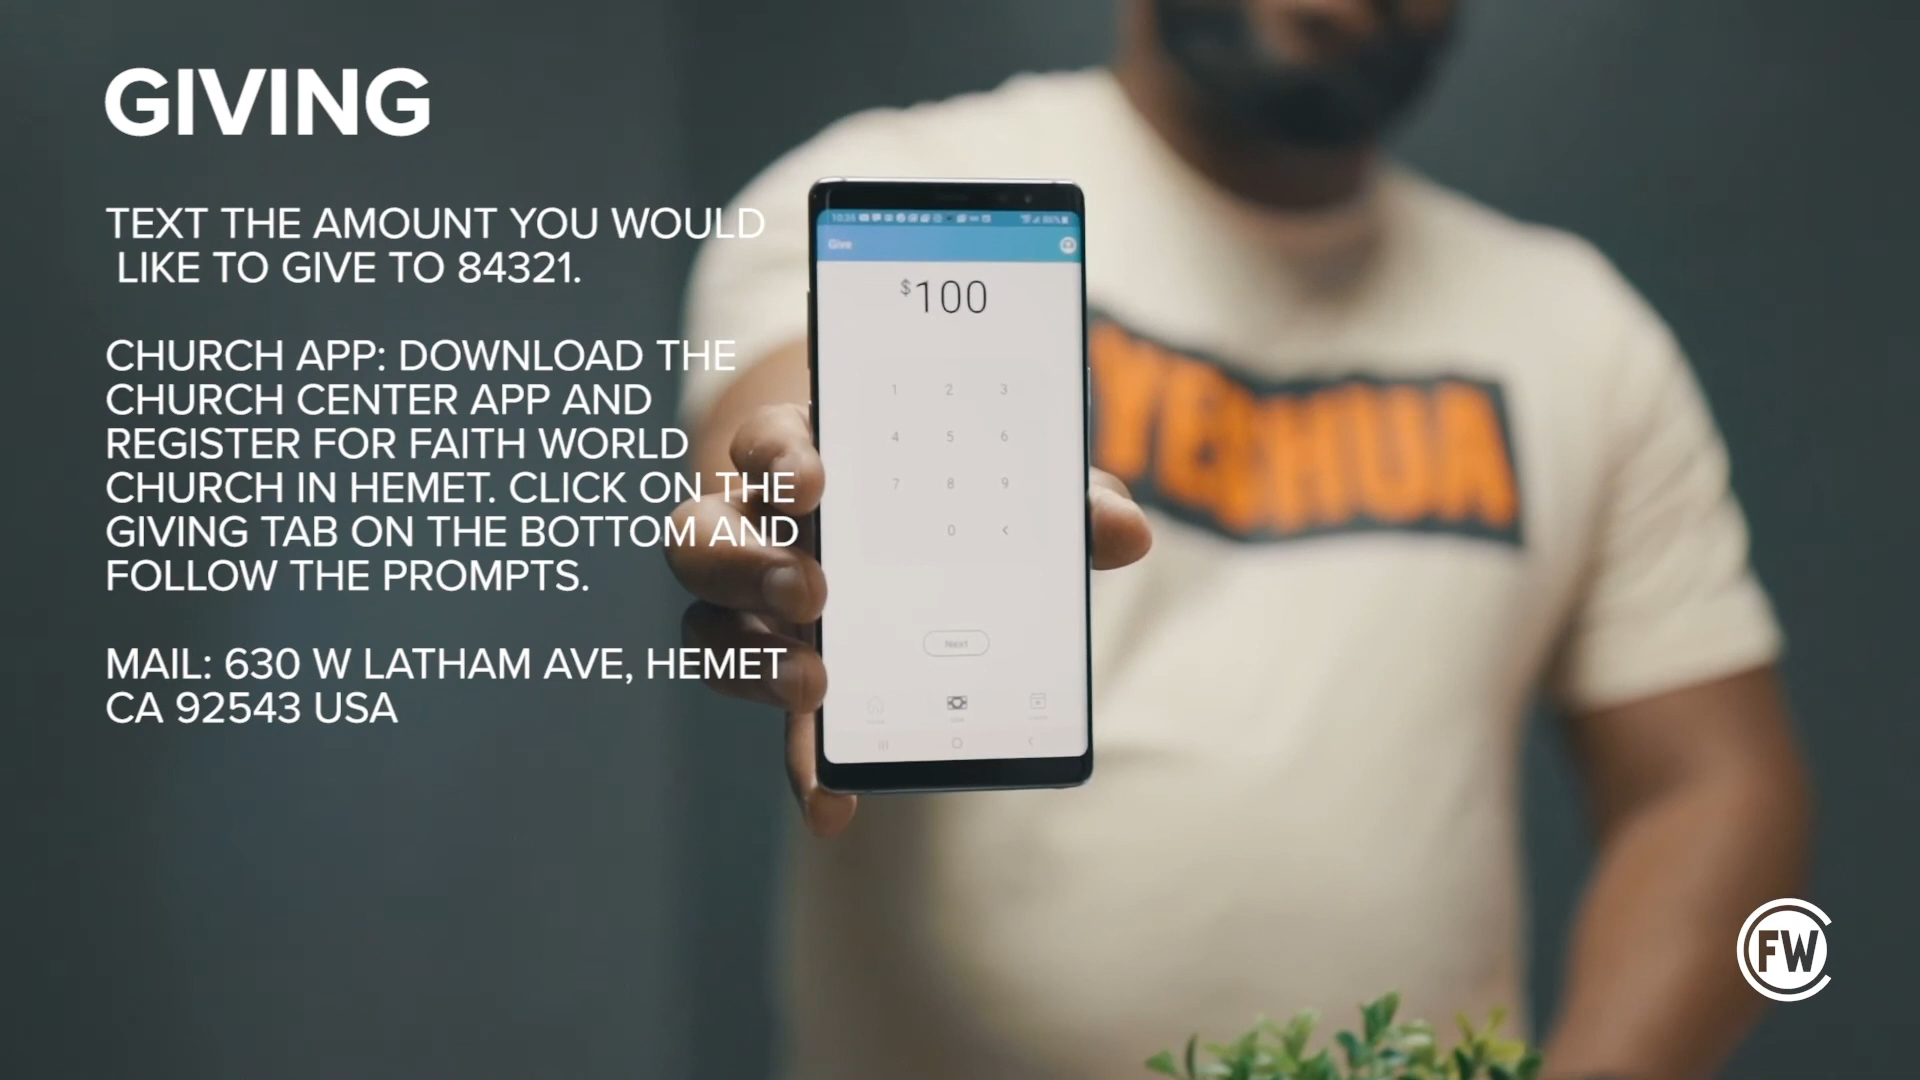 GIVING
TEXT THE AMOUNT YOU WOULD
LIKE TO GIVE TO 84321.
CHURCH APP: DOWNLOAD THE
CHURCH CENTER APP AND
REGISTER FOR FAITH WORLD
CHURCH IN HEMET. CLICK ON THE
GIVING TAB ON THE BOTTOM AND
FOLLOW THE PROMPTS.
MAIL: 630 W LATHAM AVE, HEMET
CA 92543 USA
10:35
Give
$100
1 2 3
4 5 6
7 8 9
0 <
Next
YESHUA
FW